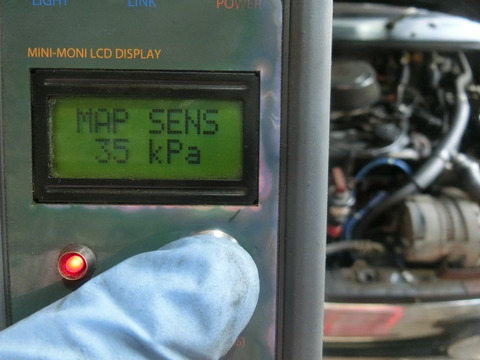 LIGHT LINK POWER
MINI-MONI LCD DISPLAY
MAP SENS
35 kPa